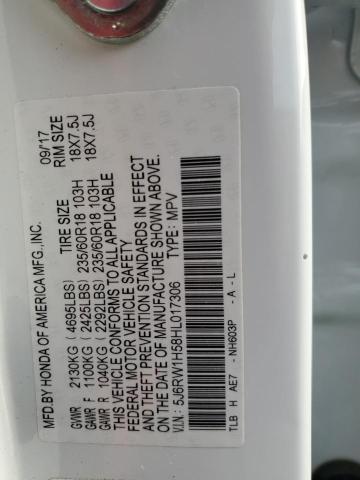 MFD.BY HONDA OF AMERICA MFG.,INC. 09/'17
TIRE SIZE RIM SIZE
GVWR 2130KG (4695LBS)
GAWR F 1100KG (2425LBS) 235/60R18 103H 18X7.5J
GAWR R 1040KG (2292LBS) 235/60R18 103H 18X7.5J
THIS VEHICLE CONFORMS TO ALL APPLICABLE
FEDERAL MOTOR VEHICLE SAFETY
AND THEFT PREVENTION STANDARDS IN EFFECT
ON THE DATE OF MANUFACTURE SHOWN ABOVE.
V.I.N.: 5J6RW1H58HL017306 TYPE: MPV
TLB H AE7 - NH603P - A - L